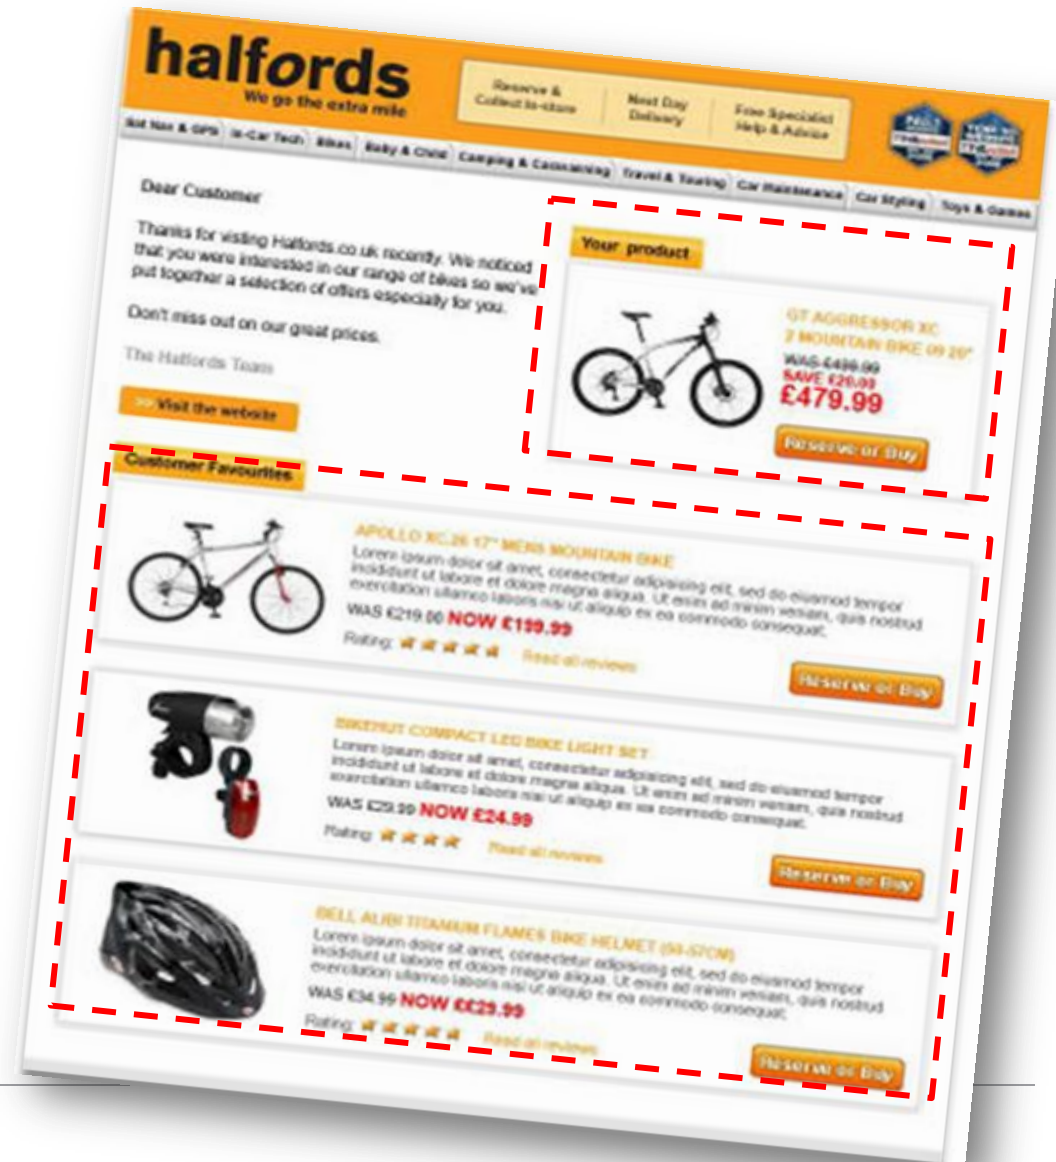 halfords
We go the extra mile
Reserve &
Collect In-store
Next Day
Delivery
Free Specialist
Help & Advice
Sat Nav & GPS
In-Car Tech
Bikes
Baby & Child
Camping & Caravanning
Travel & Touring
Car Maintenance
Car Styling
Toys & Games
Dear Customer
Thanks for visting Halfords.co.uk recently. We noticed
that you were interested in our range of bikes so we've
put together a selection of offers especially for you.
Don't miss out on our great prices.
The Halfords Team
>> Visit the website
Your product
GT AGGRESSOR XC
2 MOUNTAIN BIKE 09 20"
WAS £499.99
SAVE £20.00
£479.99
Reserve or Buy
Customer Favourites
APOLLO XC.26 17" MENS MOUNTAIN BIKE
Lorem ipsum dolor sit amet, consectetur adipisicing elit, sed do eiusmod tempor
incididunt ut labore et dolore magna aliqua. Ut enim ad minim veniam, quis nostrud
exercitation ullamco laboris nisi ut aliquip ex ea commodo consequat.
WAS £219.00 NOW £199.99
Rating: Read all reviews
Reserve or Buy
BIKEHUT COMPACT LED BIKE LIGHT SET
Lorem ipsum dolor sit amet, consectetur adipisicing elit, sed do eiusmod tempor
incididunt ut labore et dolore magna aliqua. Ut enim ad minim veniam, quis nostrud
exercitation ullamco laboris nisi ut aliquip ex ea commodo consequat.
WAS £29.99 NOW £24.99
Rating: Read all reviews
Reserve or Buy
BELL ALIBI TITANIUM FLAMES BIKE HELMET (50-57CM)
Lorem ipsum dolor sit amet, consectetur adipisicing elit, sed do eiusmod tempor
incididunt ut labore et dolore magna aliqua. Ut enim ad minim veniam, quis nostrud
exercitation ullamco laboris nisi ut aliquip ex ea commodo consequat.
WAS £34.99 NOW ££29.99
Rating: Read all reviews
Reserve or Buy